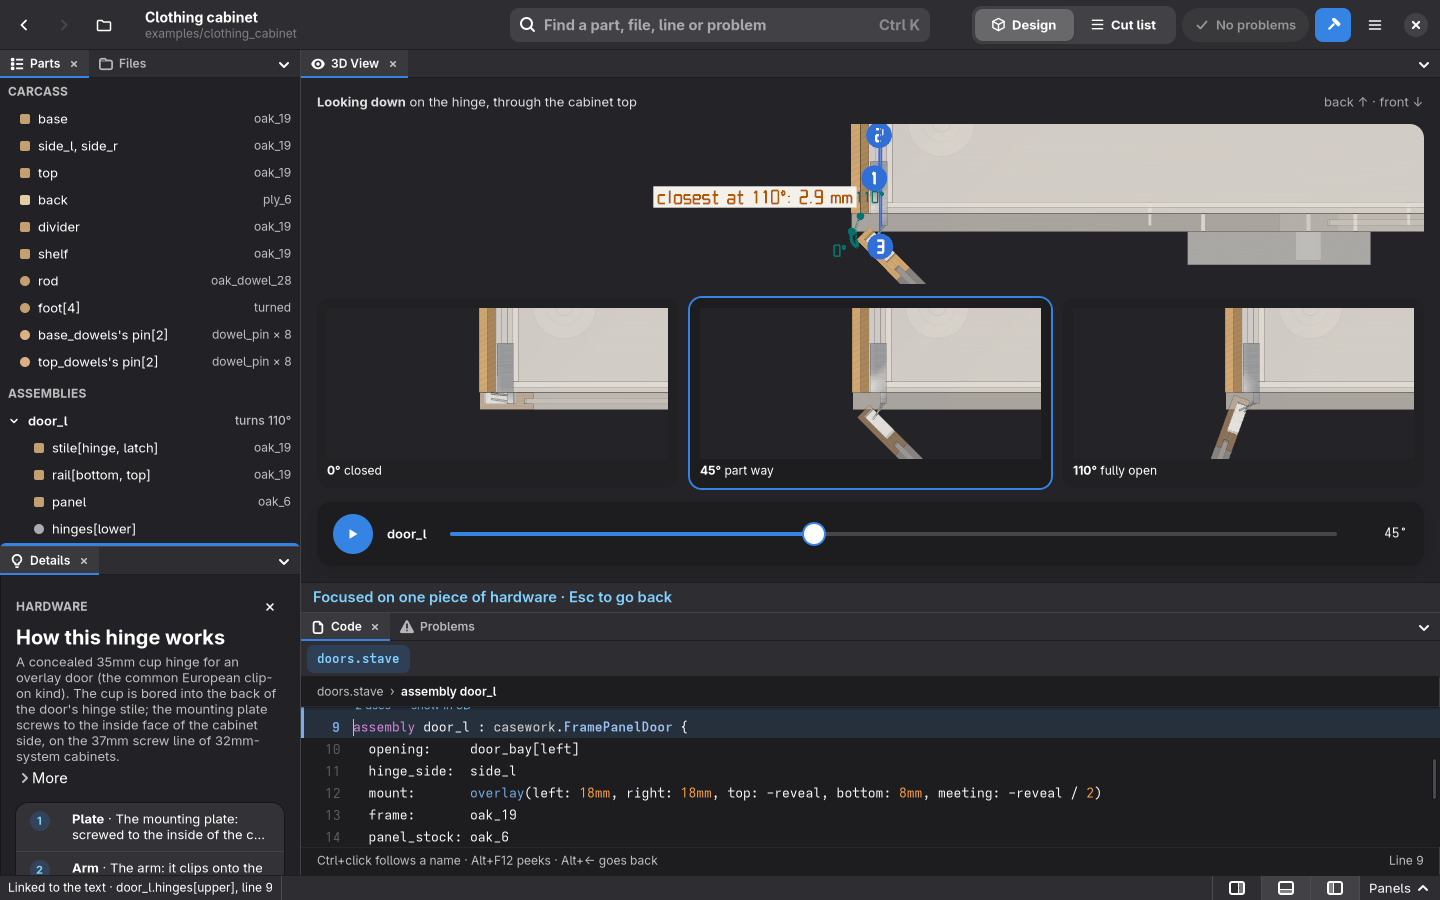 Clothing cabinet
examples/clothing_cabinet
Find a part, file, line or problem
Ctrl K
Design
Cut list
No problems
Parts
Files
3D View
CARCASS
base oak_19
side_l, side_r oak_19
top oak_19
back ply_6
divider oak_19
shelf oak_19
rod oak_dowel_28
foot[4] turned
base_dowels's pin[2] dowel_pin × 8
top_dowels's pin[2] dowel_pin × 8
ASSEMBLIES
door_l turns 110°
stile[hinge, latch] oak_19
rail[bottom, top] oak_19
panel oak_6
hinges[lower]
Details
HARDWARE
How this hinge works
A concealed 35mm cup hinge for an
overlay door (the common European clip-
on kind). The cup is bored into the back of
the door's hinge stile; the mounting plate
screws to the inside face of the cabinet
side, on the 37mm screw line of 32mm-
system cabinets.
More
1 Plate · The mounting plate:
screwed to the inside of the c...
2 Arm · The arm: it clips onto the
Looking down on the hinge, through the cabinet top
back ↑ · front ↓
2
1
closest at 110°: 2.9 mm
110°
0°
3
0° closed
45° part way
110° fully open
door_l
45°
Focused on one piece of hardware · Esc to go back
Code
Problems
doors.stave
doors.stave › assembly door_l
9 assembly door_l : casework.FramePanelDoor {
10 opening: door_bay[left]
11 hinge_side: side_l
12 mount: overlay(left: 18mm, right: 18mm, top: -reveal, bottom: 8mm, meeting: -reveal / 2)
13 frame: oak_19
14 panel_stock: oak_6
Ctrl+click follows a name · Alt+F12 peeks · Alt+← goes back
Line 9
Linked to the text · door_l.hinges[upper], line 9
Panels